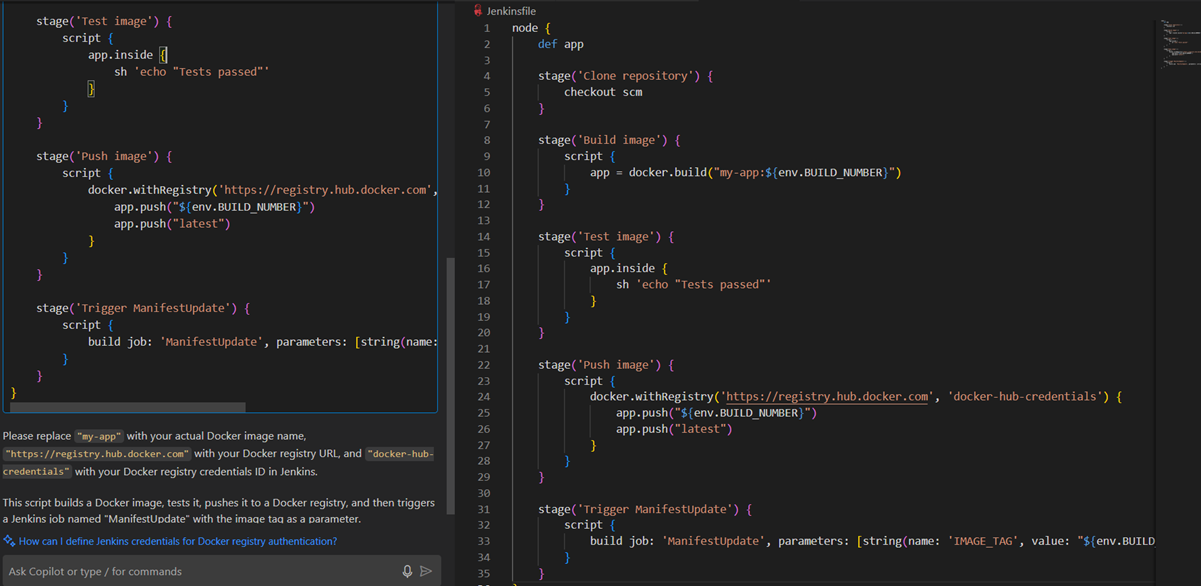 stage('Test image') {
script {
app.inside {
sh 'echo "Tests passed"'
}
}
}
stage('Push image') {
script {
docker.withRegistry('https://registry.hub.docker.com',
app.push("${env.BUILD_NUMBER}")
app.push("latest")
}
}
}
stage('Trigger ManifestUpdate') {
script {
build job: 'ManifestUpdate', parameters: [string(name:
}
}
}
Please replace "my-app" with your actual Docker image name,
"https://registry.hub.docker.com" with your Docker registry URL, and "docker-hub-
credentials" with your Docker registry credentials ID in Jenkins.
This script builds a Docker image, tests it, pushes it to a Docker registry, and then triggers
a Jenkins job named "ManifestUpdate" with the image tag as a parameter.
How can I define Jenkins credentials for Docker registry authentication?
Ask Copilot or type / for commands
Jenkinsfile
1 node {
2 def app
3
4 stage('Clone repository') {
5 checkout scm
6 }
7
8 stage('Build image') {
9 script {
10 app = docker.build("my-app:${env.BUILD_NUMBER}")
11 }
12 }
13
14 stage('Test image') {
15 script {
16 app.inside {
17 sh 'echo "Tests passed"'
18 }
19 }
20 }
21
22 stage('Push image') {
23 script {
24 docker.withRegistry('https://registry.hub.docker.com', 'docker-hub-credentials') {
25 app.push("${env.BUILD_NUMBER}")
26 app.push("latest")
27 }
28 }
29 }
30
31 stage('Trigger ManifestUpdate') {
32 script {
33 build job: 'ManifestUpdate', parameters: [string(name: 'IMAGE_TAG', value: "${env.BUILD
34 }
35 }